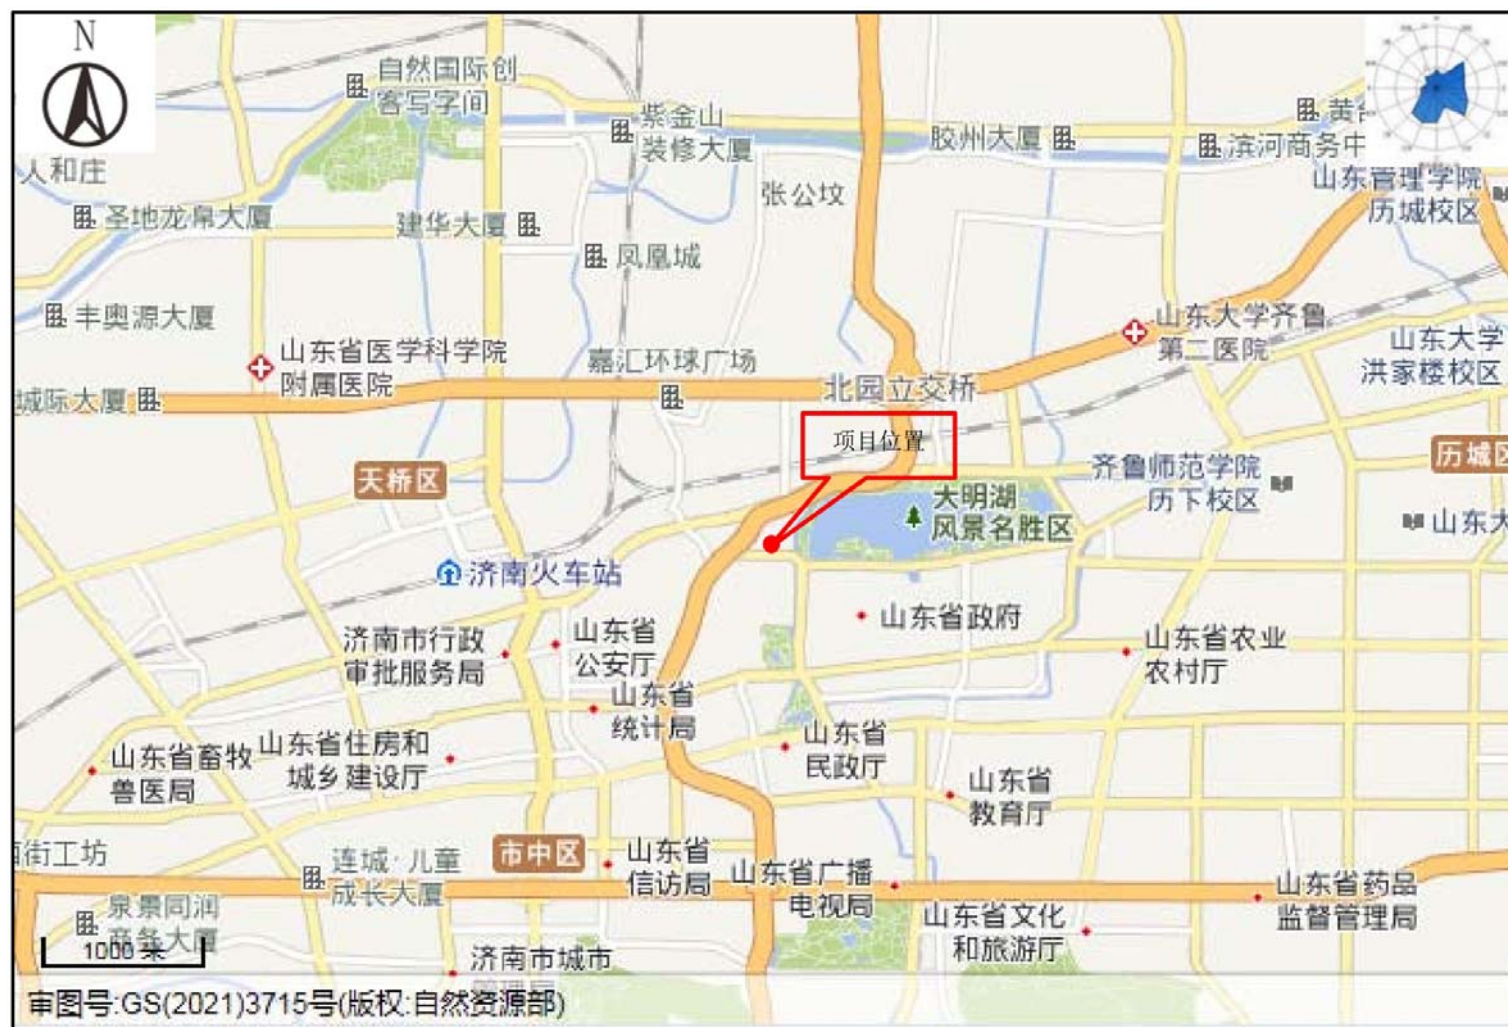 N
自然国际创
客写字间
紫金山
装修大厦
胶州大厦
滨河商务中
人和庄
张公坟
山东管理学院
历城校区
圣地龙帛大厦
建华大厦
凤凰城
丰奥源大厦
山东大学齐鲁
第二医院
山东省医学科学院
附属医院
嘉汇环球广场
山东大学
洪家楼校区
城际大厦
北园立交桥
项目位置
天桥区
齐鲁师范学院
历下校区
历城区
大明湖
风景名胜区
山东大
济南火车站
山东省政府
济南市行政
审批服务局
山东省
公安厅
山东省农业
农村厅
山东省
统计局
山东省畜牧
兽医局
山东省住房和
城乡建设厅
山东省
民政厅
山东省
教育厅
街工坊
连城·儿童
成长大厦
市中区
山东省
信访局
山东省广播
电视局
山东省药品
监督管理局
泉景同润
商务大厦
山东省文化
和旅游厅
1000 米
济南市城市
审图号:GS(2021)3715号(版权:自然资源部)